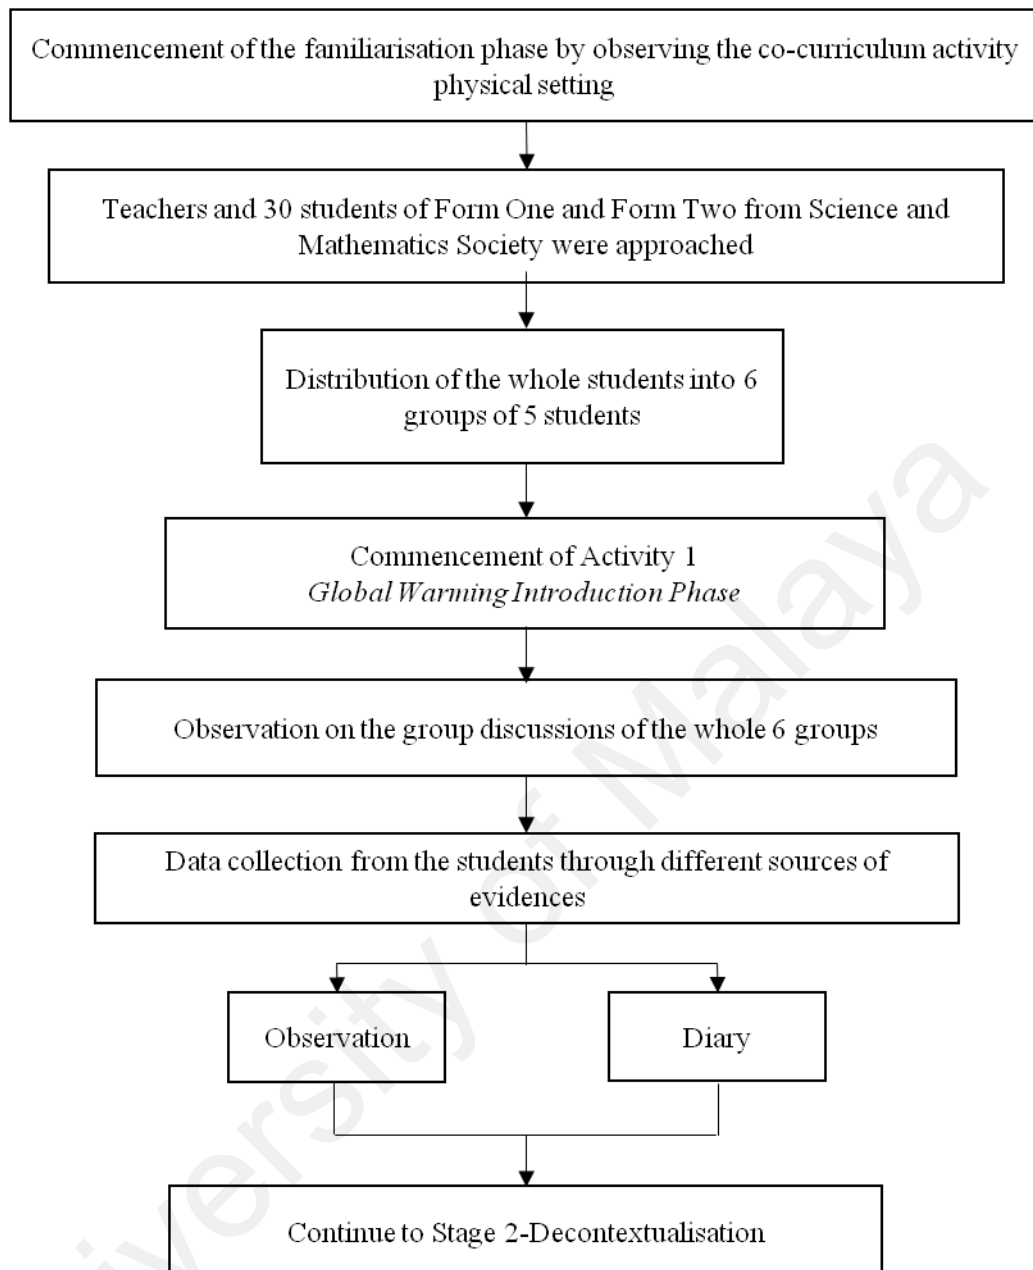 Commencement of the familiarisation phase by observing the co-curriculum activity
physical setting
Teachers and 30 students of Form One and Form Two from Science and
Mathematics Society were approached
Distribution of the whole students into 6
groups of 5 students
Commencement of Activity 1
Global Warming Introduction Phase
Observation on the group discussions of the whole 6 groups
Data collection from the students through different sources of
evidences
Observation
Diary
Continue to Stage 2-Decontextualisation
versity of Malaya